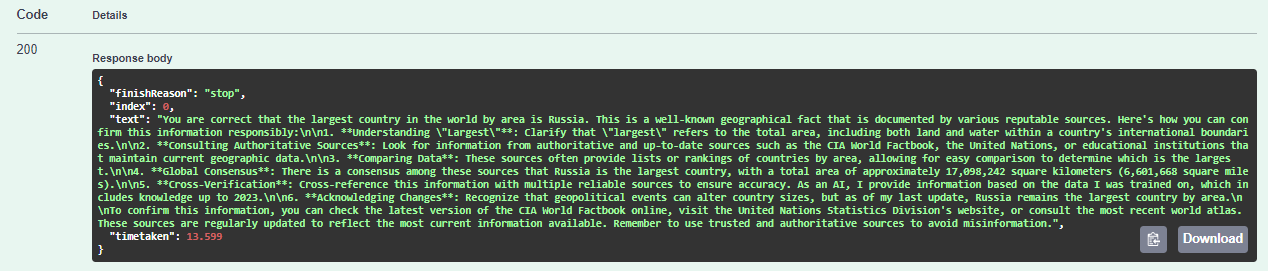 Code Details
200
Response body
{
"finishReason": "stop",
"index": 0,
"text": "You are correct that the largest country in the world by area is Russia. This is a well-known geographical fact that is documented by various reputable sources. Here's how you can con
firm this information responsibly:\n\n1. **Understanding \"Largest\"**: Clarify that \"largest\" refers to the total area, including both land and water within a country's international boundari
es.\n\n2. **Consulting Authoritative Sources**: Look for information from authoritative and up-to-date sources such as the CIA World Factbook, the United Nations, or educational institutions tha
t maintain current geographic data.\n\n3. **Comparing Data**: These sources often provide lists or rankings of countries by area, allowing for easy comparison to determine which is the larges
t.\n\n4. **Global Consensus**: There is a consensus among these sources that Russia is the largest country, with a total area of approximately 17,098,242 square kilometers (6,601,668 square mile
s).\n\n5. **Cross-Verification**: Cross-reference this information with multiple reliable sources to ensure accuracy. As an AI, I provide information based on the data I was trained on, which in
cludes knowledge up to 2023.\n\n6. **Acknowledging Changes**: Recognize that geopolitical events can alter country sizes, but as of my last update, Russia remains the largest country by area.\n
\nTo confirm this information, you can check the latest version of the CIA World Factbook online, visit the United Nations Statistics Division's website, or consult the most recent world atlas.
These sources are regularly updated to reflect the most current information available. Remember to use trusted and authoritative sources to avoid misinformation.",
"timetaken": 13.599
}
Download